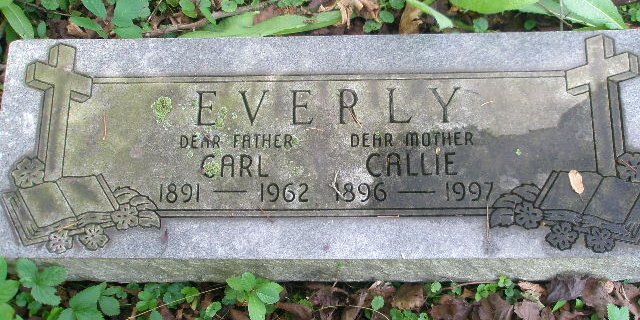 EVERLY
DEAR FATHER DEAR MOTHER
CARL CALLIE
1891 — 1962 1896 — 1997